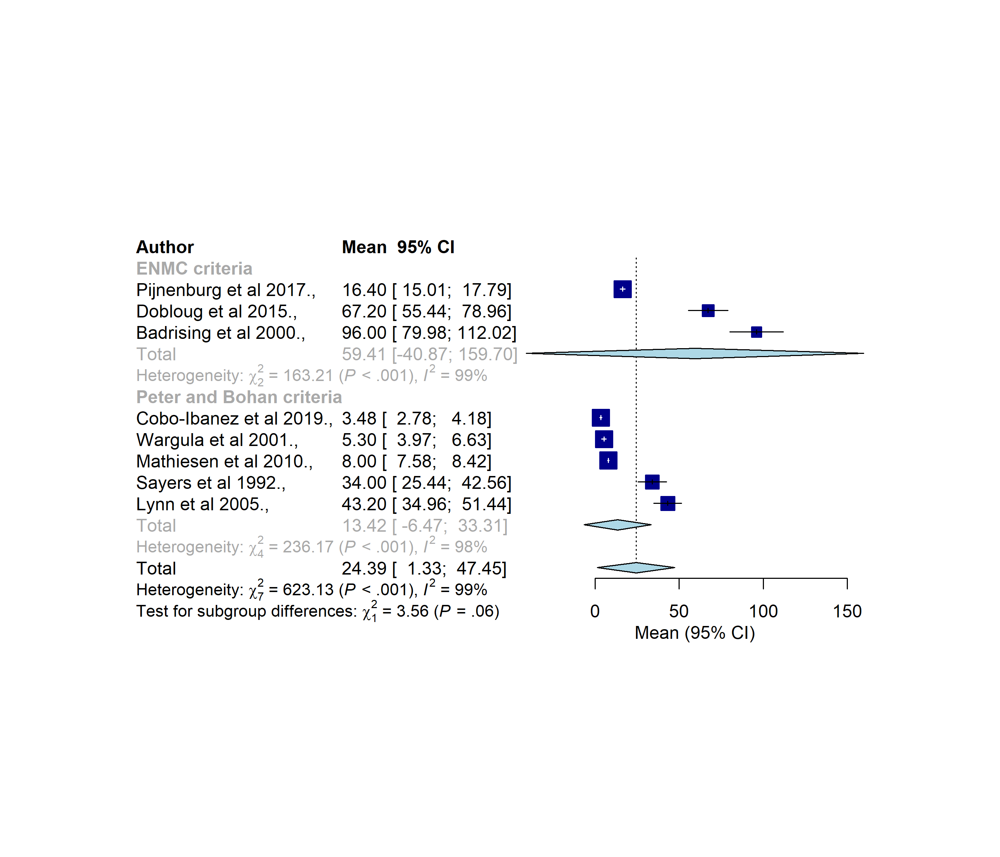 Author Mean 95% CI
ENMC criteria
Pijnenburg et al 2017., 16.40 [ 15.01; 17.79]
Dobloug et al 2015., 67.20 [ 55.44; 78.96]
Badrising et al 2000., 96.00 [ 79.98; 112.02]
Total 59.41 [-40.87; 159.70]
Heterogeneity: χ²₂ = 163.21 (P < .001), I² = 99%
Peter and Bohan criteria
Cobo-Ibanez et al 2019., 3.48 [ 2.78; 4.18]
Wargula et al 2001., 5.30 [ 3.97; 6.63]
Mathiesen et al 2010., 8.00 [ 7.58; 8.42]
Sayers et al 1992., 34.00 [ 25.44; 42.56]
Lynn et al 2005., 43.20 [ 34.96; 51.44]
Total 13.42 [ -6.47; 33.31]
Heterogeneity: χ²₄ = 236.17 (P < .001), I² = 98%
Total 24.39 [ 1.33; 47.45]
Heterogeneity: χ²₇ = 623.13 (P < .001), I² = 99%
Test for subgroup differences: χ²₁ = 3.56 (P = .06)
0 50 100 150
Mean (95% CI)